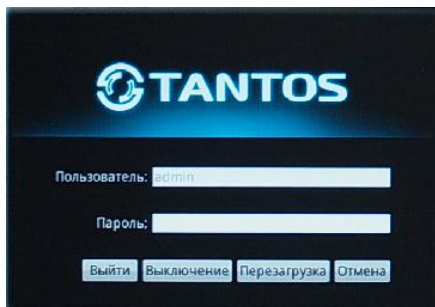 TANTOS
Пользователь: admin
Пароль:
Выйти Выключение Перезагрузка Отмена